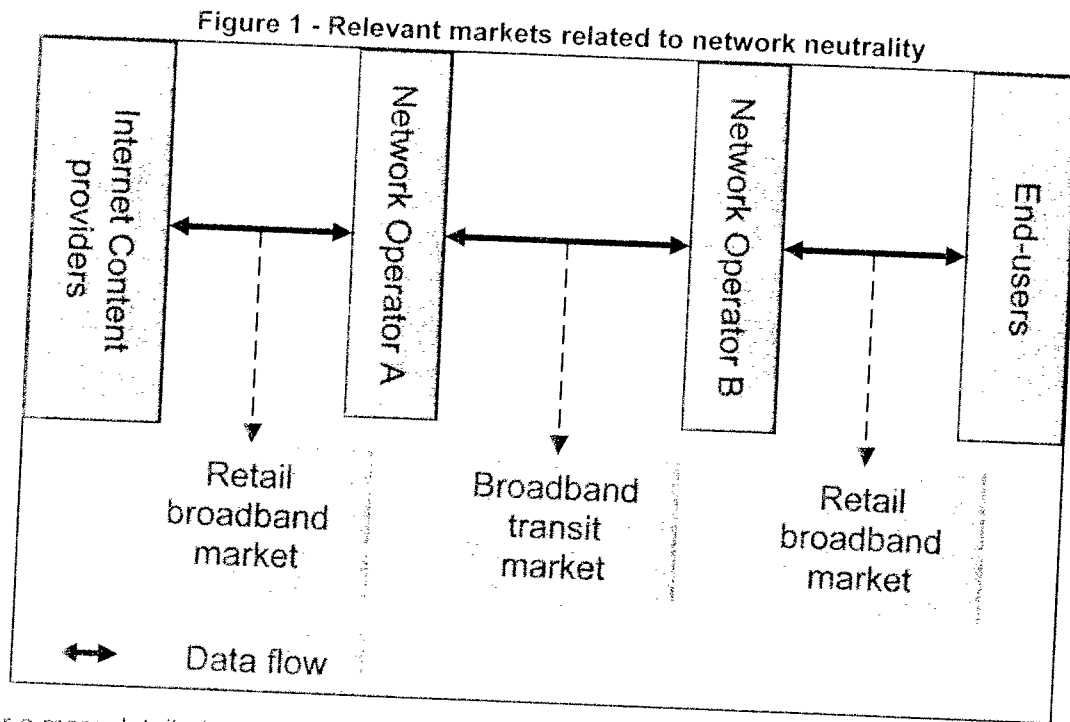 Figure 1 - Relevant markets related to network neutrality
Internet Content
providers
Network Operator A
Network Operator B
End-users
Retail
broadband
market
Broadband
transit
market
Retail
broadband
market
Data flow